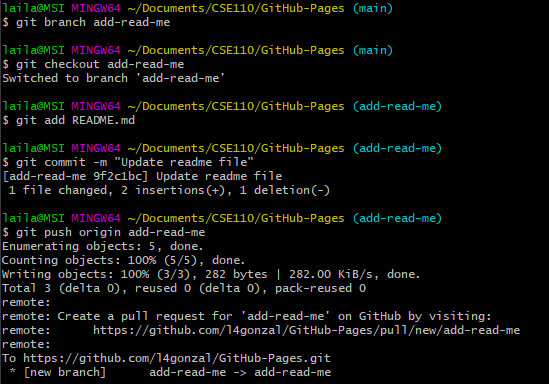 laila@MSI MINGW64 ~/Documents/CSE110/GitHub-Pages (main)
$ git branch add-read-me
laila@MSI MINGW64 ~/Documents/CSE110/GitHub-Pages (main)
$ git checkout add-read-me
Switched to branch 'add-read-me'
laila@MSI MINGW64 ~/Documents/CSE110/GitHub-Pages (add-read-me)
$ git add README.md
laila@MSI MINGW64 ~/Documents/CSE110/GitHub-Pages (add-read-me)
$ git commit -m "Update readme file"
[add-read-me 9f2c1bc] Update readme file
 1 file changed, 2 insertions(+), 1 deletion(-)
laila@MSI MINGW64 ~/Documents/CSE110/GitHub-Pages (add-read-me)
$ git push origin add-read-me
Enumerating objects: 5, done.
Counting objects: 100% (5/5), done.
Writing objects: 100% (3/3), 282 bytes | 282.00 KiB/s, done.
Total 3 (delta 0), reused 0 (delta 0), pack-reused 0
remote:
remote: Create a pull request for 'add-read-me' on GitHub by visiting:
remote:      https://github.com/l4gonzal/GitHub-Pages/pull/new/add-read-me
remote:
To https://github.com/l4gonzal/GitHub-Pages.git
 * [new branch]      add-read-me -> add-read-me